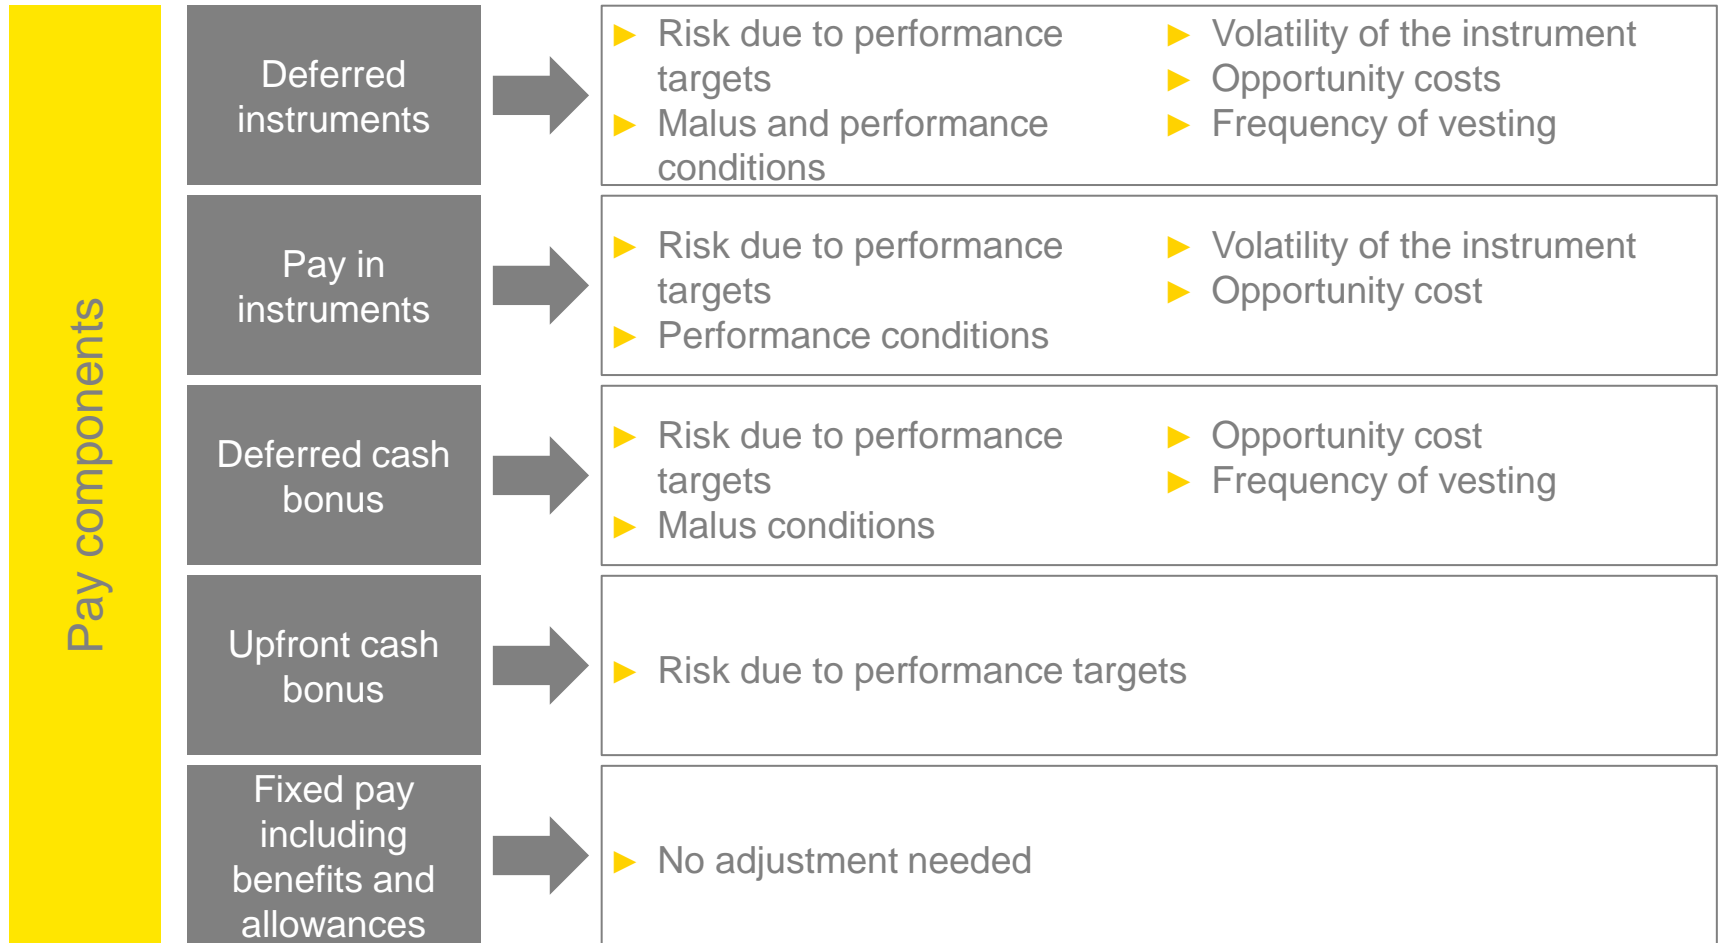 Pay components
Deferred
instruments
Risk due to performance
targets
Malus and performance
conditions
Volatility of the instrument
Opportunity costs
Frequency of vesting
Pay in
instruments
Risk due to performance
targets
Performance conditions
Volatility of the instrument
Opportunity cost
Deferred cash
bonus
Risk due to performance
targets
Malus conditions
Opportunity cost
Frequency of vesting
Upfront cash
bonus
Risk due to performance targets
Fixed pay
including
benefits and
allowances
No adjustment needed